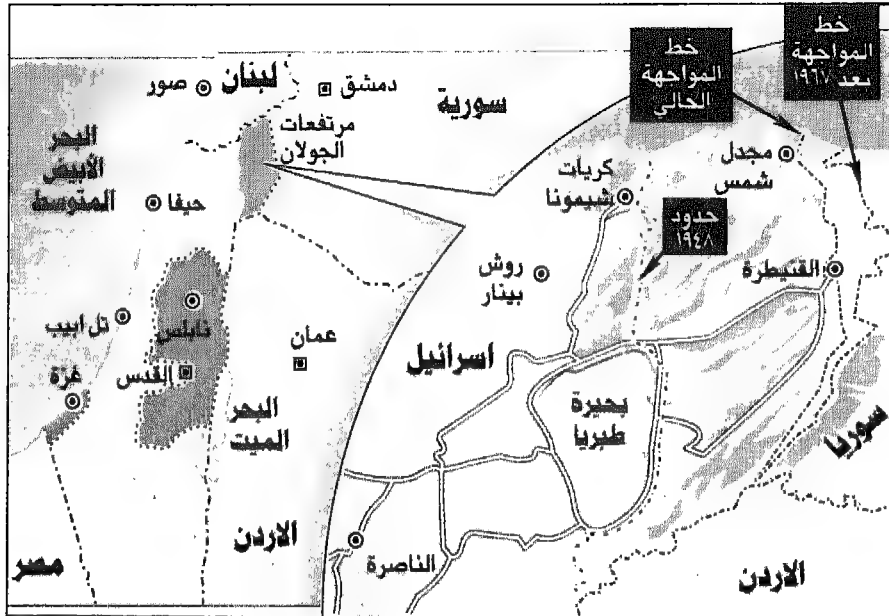 خط
المواجهة
بعد ١٩٦٧
خط
المواجهة
الحالي
لبنان
صور
دمشق
سورية
مرتفعات
الجولان
البحر
الأبيض
المتوسط
حيفا
كريات
شيمونا
مجدل
شمس
حدود
١٩٤٨
القنيطرة
روش
بينار
تل ابيب
نابلس
عمان
اسرائيل
القدس
غزة
البحر
الميت
بحيرة
طبريا
سوريا
الاردن
الناصرة
مصر
الاردن